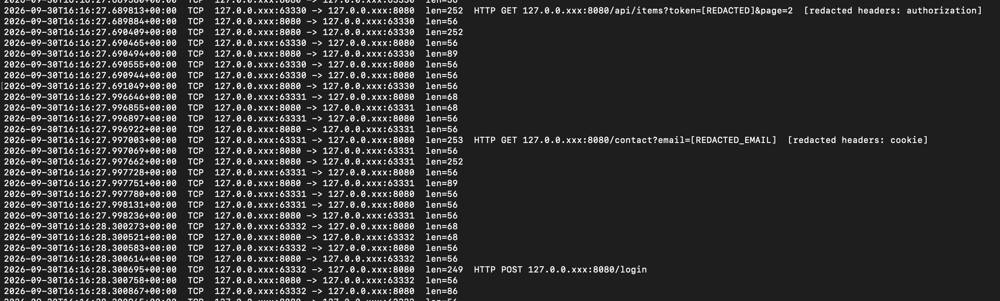 2026-09-30T16:16:27.689580+00:00  TCP  127.0.0.xxx:8080 -> 127.0.0.xxx:63330  len=56
2026-09-30T16:16:27.689813+00:00  TCP  127.0.0.xxx:63330 -> 127.0.0.xxx:8080  len=252  HTTP GET 127.0.0.xxx:8080/api/items?token=[REDACTED]&page=2  [redacted headers: authorization]
2026-09-30T16:16:27.689884+00:00  TCP  127.0.0.xxx:8080 -> 127.0.0.xxx:63330  len=56
2026-09-30T16:16:27.690409+00:00  TCP  127.0.0.xxx:8080 -> 127.0.0.xxx:63330  len=252
2026-09-30T16:16:27.690465+00:00  TCP  127.0.0.xxx:63330 -> 127.0.0.xxx:8080  len=56
2026-09-30T16:16:27.690494+00:00  TCP  127.0.0.xxx:8080 -> 127.0.0.xxx:63330  len=89
2026-09-30T16:16:27.690555+00:00  TCP  127.0.0.xxx:63330 -> 127.0.0.xxx:8080  len=56
2026-09-30T16:16:27.690944+00:00  TCP  127.0.0.xxx:63330 -> 127.0.0.xxx:8080  len=56
[2026-09-30T16:16:27.691049+00:00  TCP  127.0.0.xxx:8080 -> 127.0.0.xxx:63330  len=56
2026-09-30T16:16:27.996646+00:00  TCP  127.0.0.xxx:63331 -> 127.0.0.xxx:8080  len=68
2026-09-30T16:16:27.996855+00:00  TCP  127.0.0.xxx:8080 -> 127.0.0.xxx:63331  len=68
2026-09-30T16:16:27.996897+00:00  TCP  127.0.0.xxx:63331 -> 127.0.0.xxx:8080  len=56
2026-09-30T16:16:27.996922+00:00  TCP  127.0.0.xxx:8080 -> 127.0.0.xxx:63331  len=56
2026-09-30T16:16:27.997003+00:00  TCP  127.0.0.xxx:63331 -> 127.0.0.xxx:8080  len=253  HTTP GET 127.0.0.xxx:8080/contact?email=[REDACTED_EMAIL]  [redacted headers: cookie]
2026-09-30T16:16:27.997069+00:00  TCP  127.0.0.xxx:8080 -> 127.0.0.xxx:63331  len=56
2026-09-30T16:16:27.997662+00:00  TCP  127.0.0.xxx:8080 -> 127.0.0.xxx:63331  len=252
2026-09-30T16:16:27.997728+00:00  TCP  127.0.0.xxx:63331 -> 127.0.0.xxx:8080  len=56
2026-09-30T16:16:27.997751+00:00  TCP  127.0.0.xxx:8080 -> 127.0.0.xxx:63331  len=89
2026-09-30T16:16:27.997780+00:00  TCP  127.0.0.xxx:63331 -> 127.0.0.xxx:8080  len=56
2026-09-30T16:16:27.998131+00:00  TCP  127.0.0.xxx:63331 -> 127.0.0.xxx:8080  len=56
2026-09-30T16:16:27.998236+00:00  TCP  127.0.0.xxx:8080 -> 127.0.0.xxx:63331  len=56
2026-09-30T16:16:28.300273+00:00  TCP  127.0.0.xxx:63332 -> 127.0.0.xxx:8080  len=68
2026-09-30T16:16:28.300521+00:00  TCP  127.0.0.xxx:8080 -> 127.0.0.xxx:63332  len=68
2026-09-30T16:16:28.300583+00:00  TCP  127.0.0.xxx:63332 -> 127.0.0.xxx:8080  len=56
2026-09-30T16:16:28.300614+00:00  TCP  127.0.0.xxx:8080 -> 127.0.0.xxx:63332  len=56
2026-09-30T16:16:28.300695+00:00  TCP  127.0.0.xxx:63332 -> 127.0.0.xxx:8080  len=249  HTTP POST 127.0.0.xxx:8080/login
2026-09-30T16:16:28.300758+00:00  TCP  127.0.0.xxx:8080 -> 127.0.0.xxx:63332  len=56
2026-09-30T16:16:28.300867+00:00  TCP  127.0.0.xxx:63332 -> 127.0.0.xxx:8080  len=86